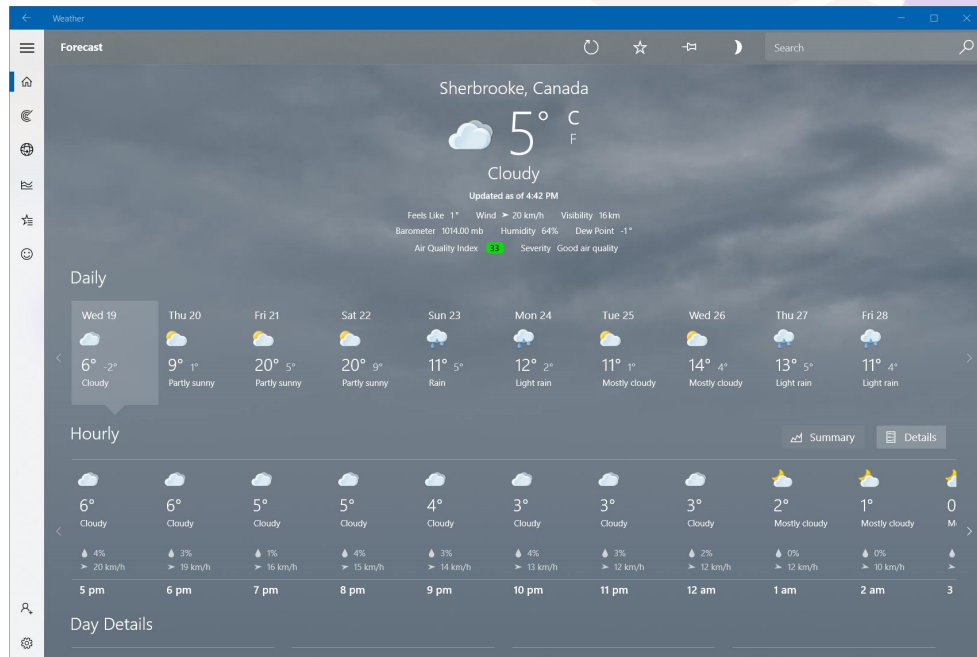 Weather
Forecast
Search
Sherbrooke, Canada
5° C
F
Cloudy
Updated as of 4:42 PM
Feels Like 1° Wind ➤ 20 km/h Visibility 16 km
Barometer 1014.00 mb Humidity 64% Dew Point -1°
Air Quality Index 33 Severity Good air quality
Daily
Wed 19 Thu 20 Fri 21 Sat 22 Sun 23 Mon 24 Tue 25 Wed 26 Thu 27 Fri 28
6° -2° 9° 1° 20° 5° 20° 9° 11° 5° 12° 2° 11° 1° 14° 4° 13° 5° 11° 4°
Cloudy Partly sunny Partly sunny Partly sunny Rain Light rain Mostly cloudy Mostly cloudy Light rain Light rain
Hourly
Summary Details
6° 6° 5° 5° 4° 3° 3° 3° 2° 1° 0
Cloudy Cloudy Cloudy Cloudy Cloudy Cloudy Cloudy Cloudy Mostly cloudy Mostly cloudy
4% 3% 1% 4% 3% 4% 3% 2% 0% 0%
➤ 20 km/h ➤ 19 km/h ➤ 16 km/h ➤ 15 km/h ➤ 14 km/h ➤ 13 km/h ➤ 12 km/h ➤ 12 km/h ➤ 12 km/h ➤ 10 km/h
5 pm 6 pm 7 pm 8 pm 9 pm 10 pm 11 pm 12 am 1 am 2 am 3
Day Details